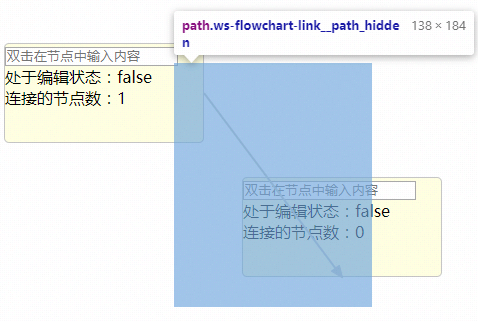 path.ws-flowchart-link__path_hidde 138 × 184
n
双击在节点中输入内容
处于编辑状态：false
连接的节点数：1
双击在节点中输入内容
处于编辑状态：false
连接的节点数：0